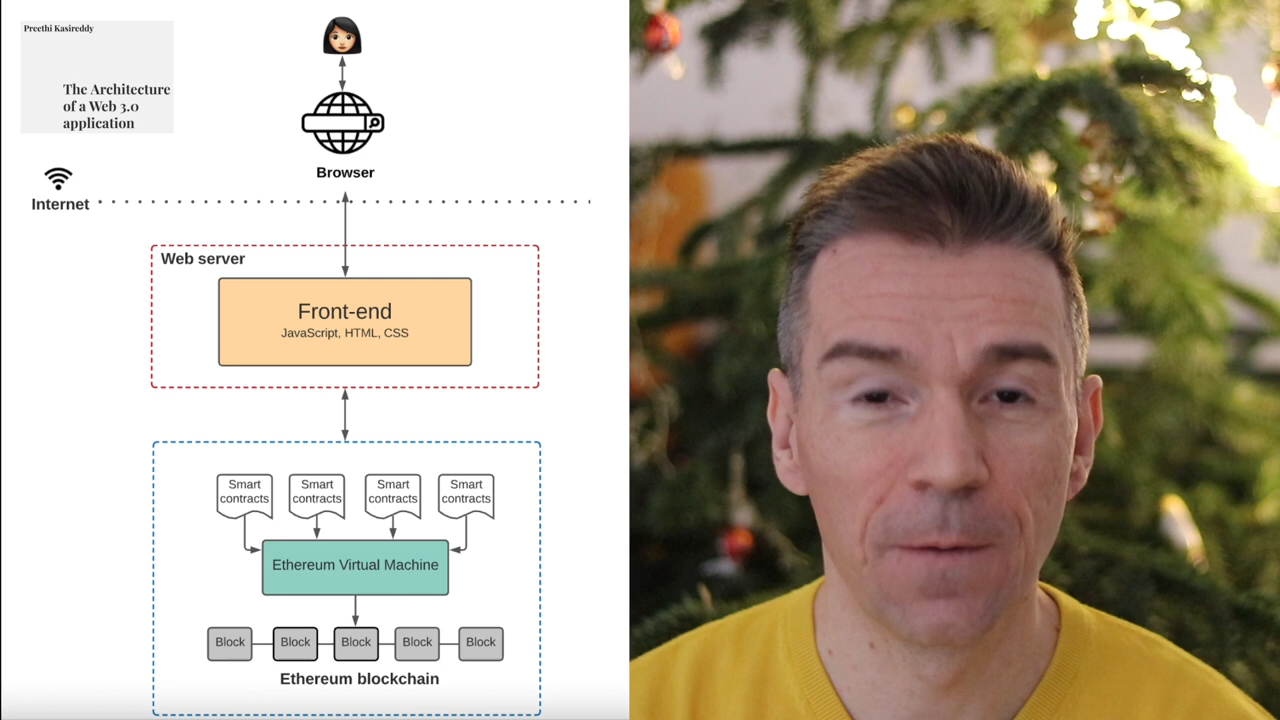 Preethi Kasireddy
The Architecture
of a Web 3.0
application
Browser
Internet
Web server
Front-end
JavaScript, HTML, CSS
Smart
contracts
Smart
contracts
Smart
contracts
Smart
contracts
Ethereum Virtual Machine
Block
Block
Block
Block
Block
Ethereum blockchain